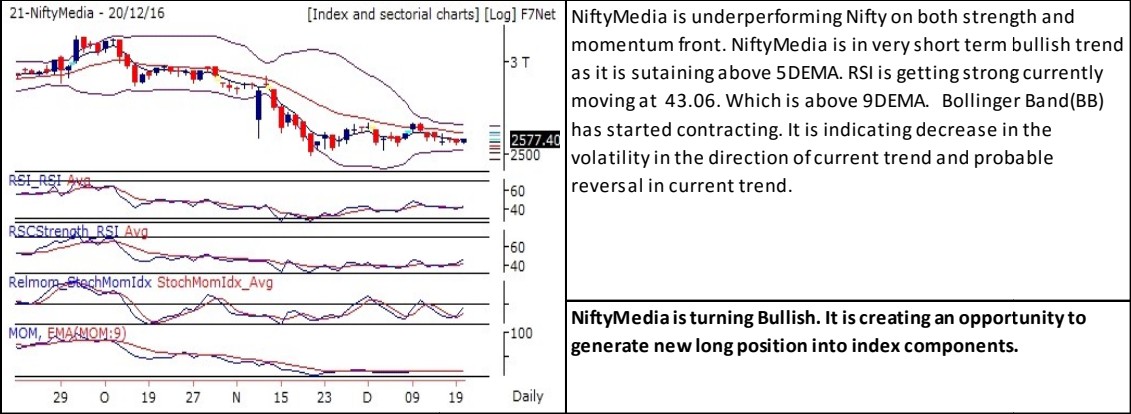 21-NiftyMedia - 20/12/16 [Index and sectorial charts] [Log] F7Net
3 T
2577.40
2500
RSI_RSI Avg
60
40
RSCStrength_RSI Avg
60
40
Relmom_StochMomIdx StochMomIdx_Avg
MOM, EMA(MOM:9)
100
29 O 19 27 N 15 23 D 09 19 Daily
NiftyMedia is underperforming Nifty on both strength and
momentum front. NiftyMedia is in very short term bullish trend
as it is sutaining above 5DEMA. RSI is getting strong currently
moving at 43.06. Which is above 9DEMA. Bollinger Band(BB)
has started contracting. It is indicating decrease in the
volatility in the direction of current trend and probable
reversal in current trend.
NiftyMedia is turning Bullish. It is creating an opportunity to
generate new long position into index components.